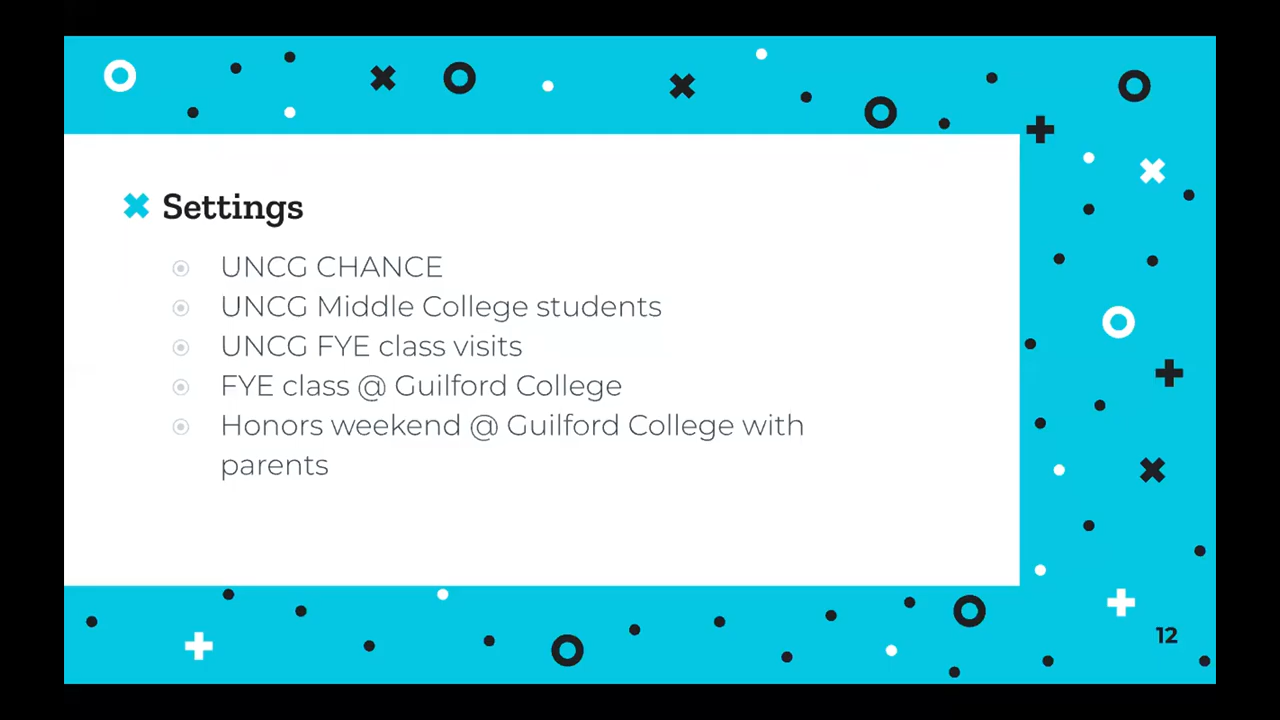 Settings
UNCG CHANCE
UNCG Middle College students
UNCG FYE class visits
FYE class @ Guilford College
Honors weekend @ Guilford College with
parents
12